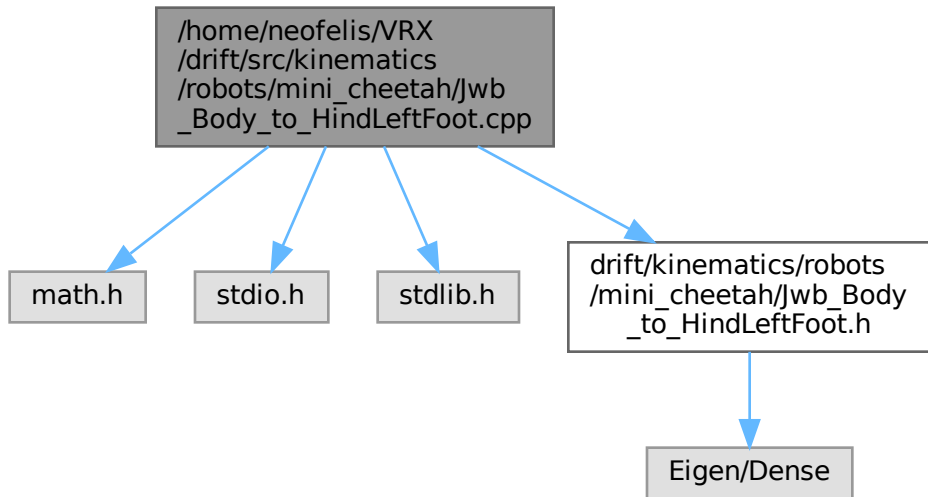 /home/neofelis/VRX
/drift/src/kinematics
/robots/mini_cheetah/Jwb
_Body_to_HindLeftFoot.cpp
math.h
stdio.h
stdlib.h
drift/kinematics/robots
/mini_cheetah/Jwb_Body
_to_HindLeftFoot.h
Eigen/Dense